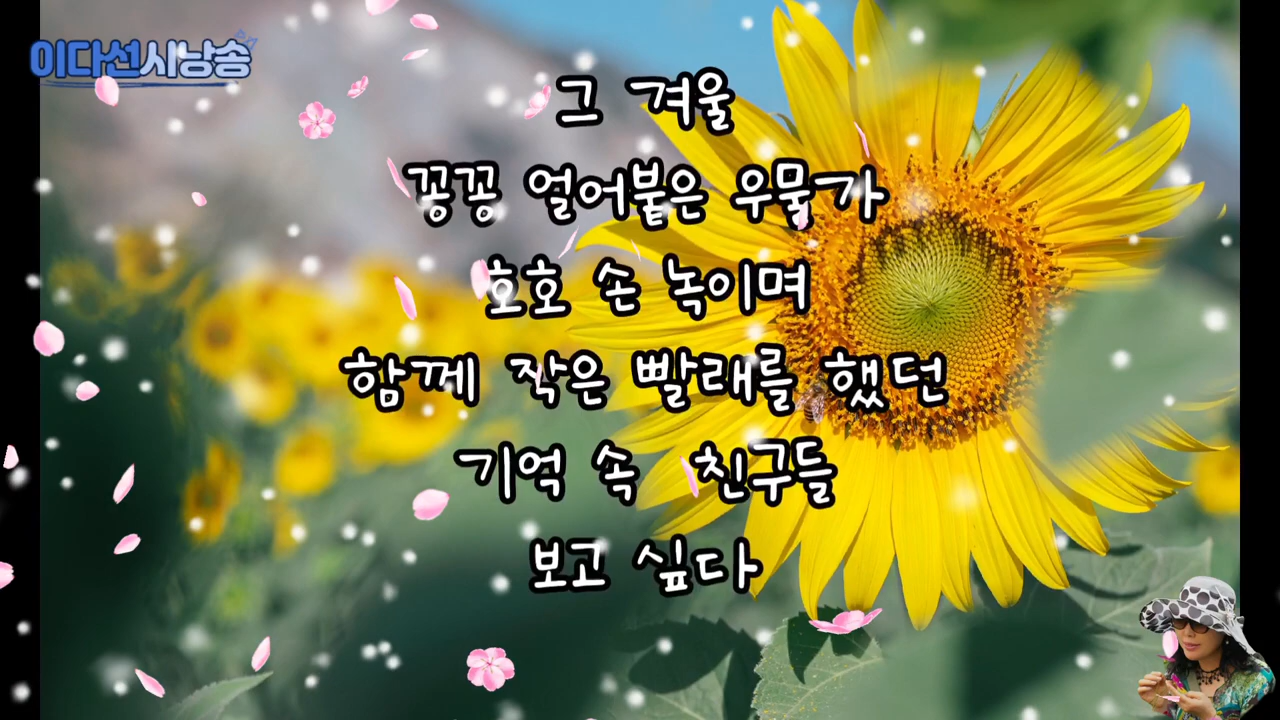 이다선시낭송
그 겨울
꽁꽁 얼어붙은 우물가
호호 손 녹이며
함께 작은 빨래를 했던
기억 속 친구들
보고 싶다